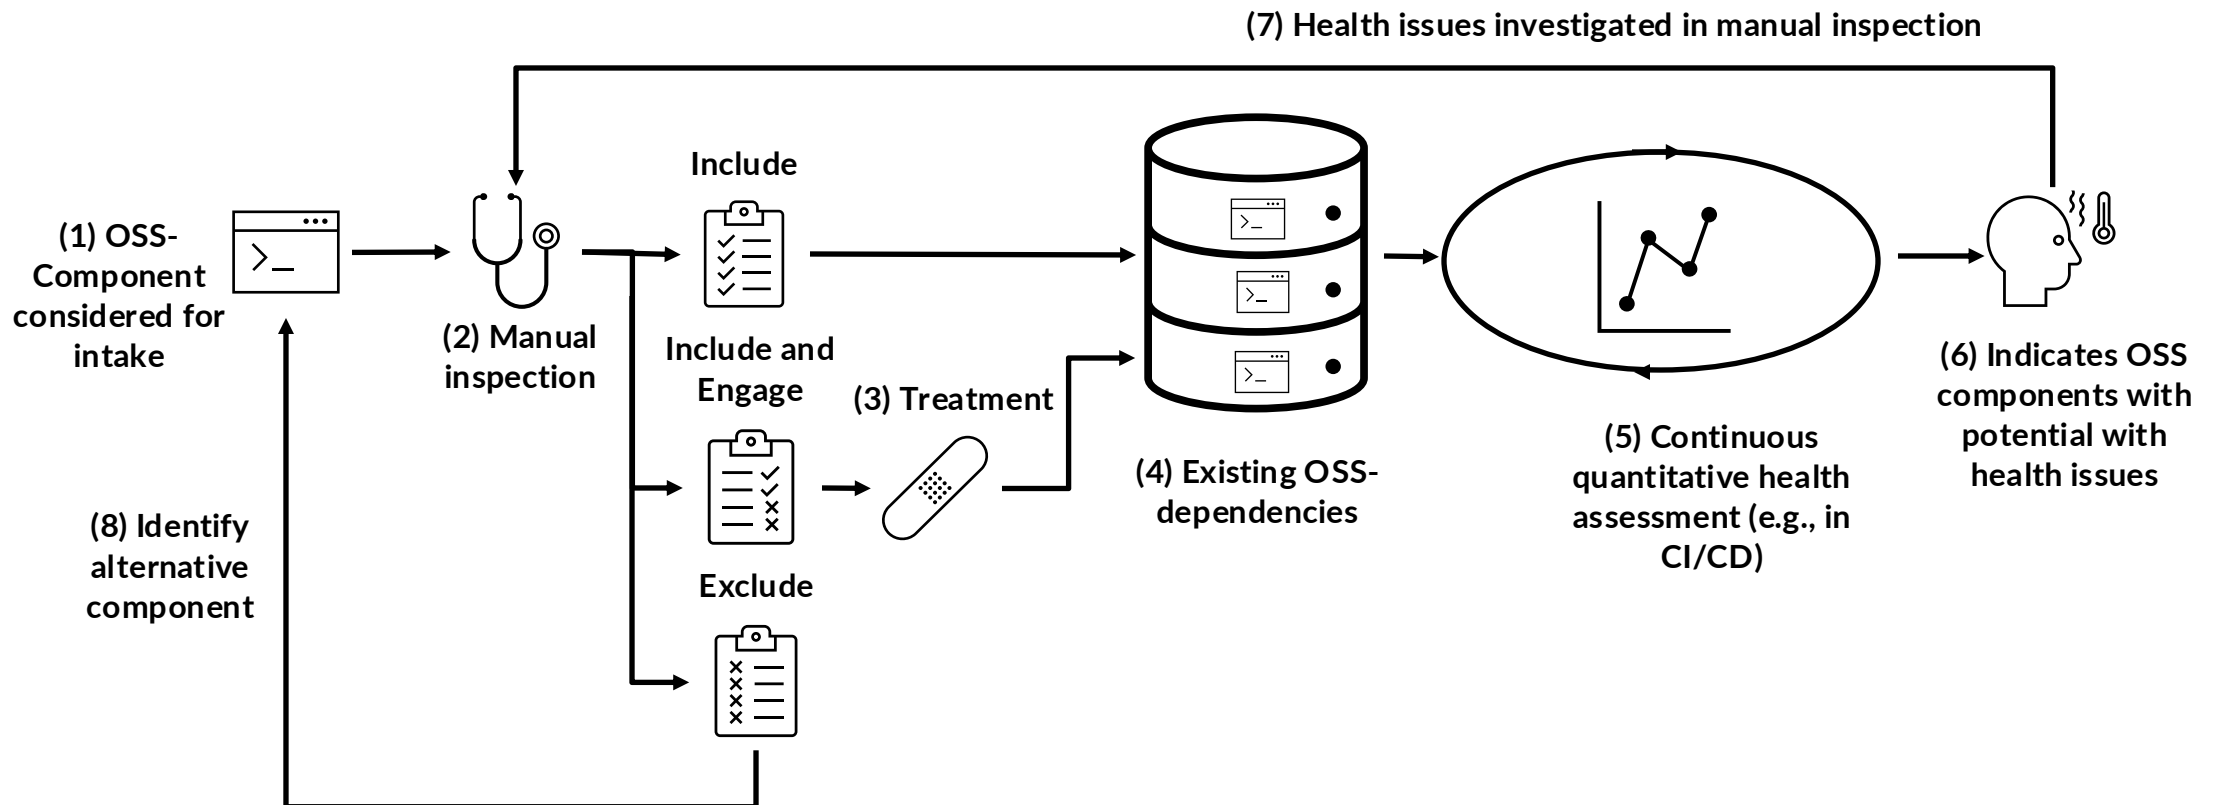 (7) Health issues investigated in manual inspection
(1) OSS-
Component
considered for
intake
>_
(2) Manual
inspection
Include
Include and
Engage
(3) Treatment
Exclude
(8) Identify
alternative
component
>_
>_
>_
(4) Existing OSS-
dependencies
(5) Continuous
quantitative health
assessment (e.g., in
CI/CD)
(6) Indicates OSS
components with
potential with
health issues